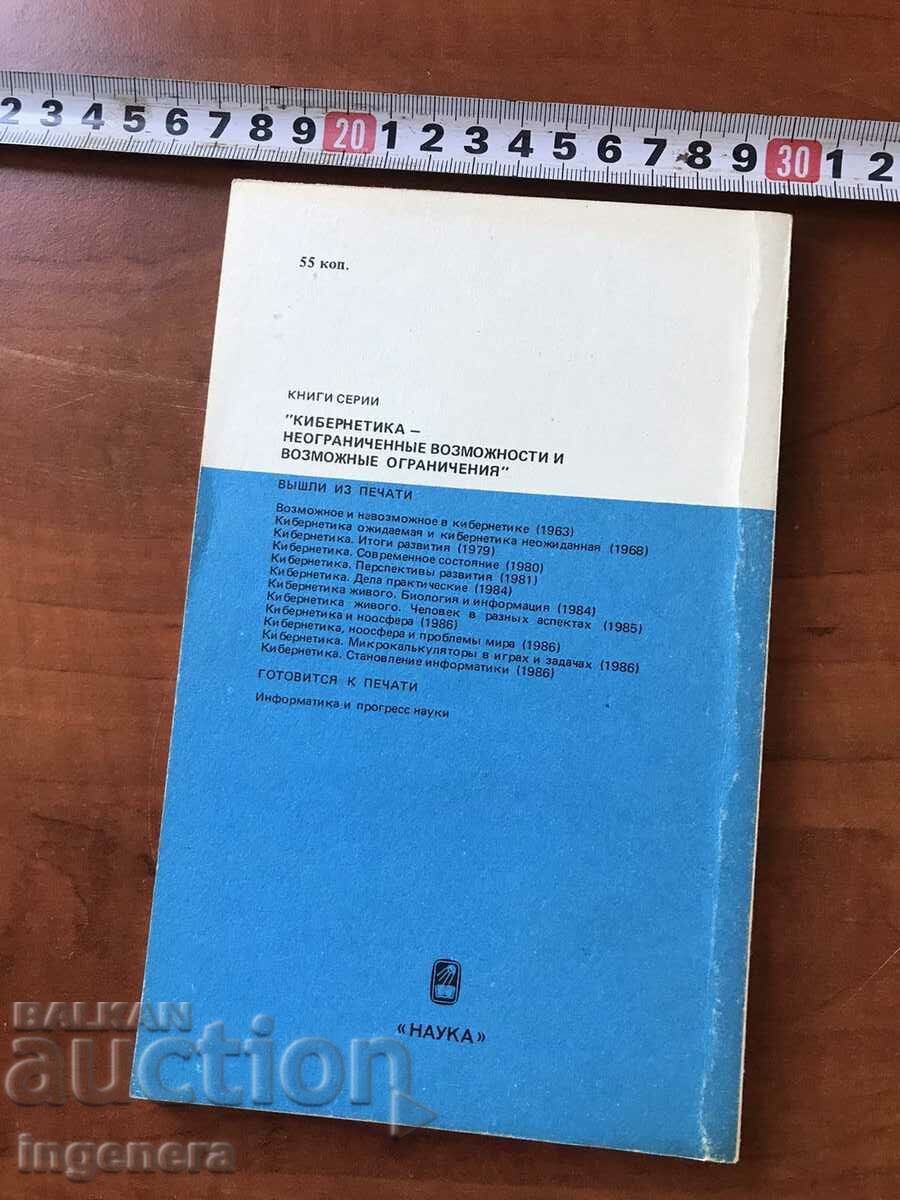 2 3 4 5 6 7 8 9 20 1 2 3 4 5 6 7 8 9 30 1 2
55 коп.
КНИГИ СЕРИИ
"КИБЕРНЕТИКА –
НЕОГРАНИЧЕННЫЕ ВОЗМОЖНОСТИ И
ВОЗМОЖНЫЕ ОГРАНИЧЕНИЯ"
ВЫШЛИ ИЗ ПЕЧАТИ
Возможное и невозможное в кибернетике (1963)
Кибернетика ожидаемая и кибернетика неожиданная (1968)
Кибернетика. Итоги развития (1979)
Кибернетика. Современное состояние (1980)
Кибернетика. Перспективы развития (1981)
Кибернетика. Дела практические (1984)
Кибернетика живого. Биология и информация (1984)
Кибернетика живого. Человек в разных аспектах (1985)
Кибернетика и ноосфера (1986)
Кибернетика, ноосфера и проблемы мира (1986)
Кибернетика. Микрокалькуляторы в играх и задачах (1986)
Кибернетика. Становление информатики (1986)
ГОТОВИТСЯ К ПЕЧАТИ
Информатика и прогресс науки
«НАУКА»
BALKAN
auction
ingenera